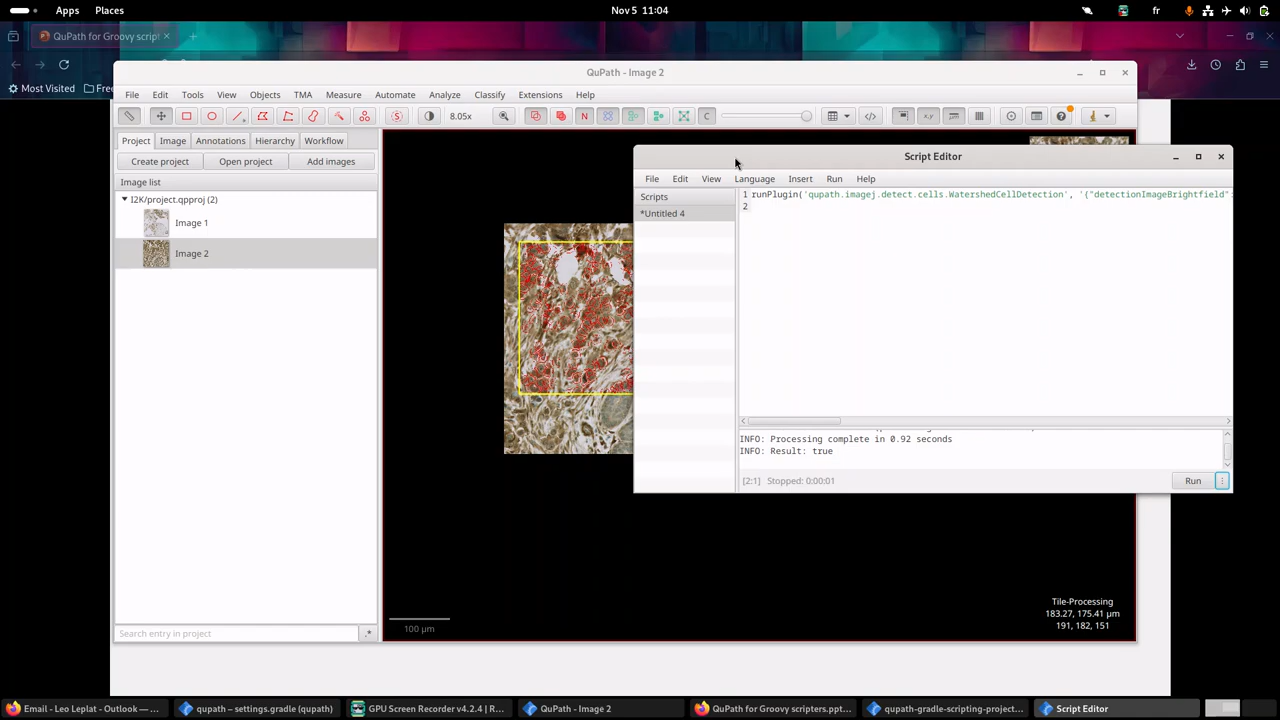 Apps Places Nov 5 11:04 fr
QuPath for Groovy script
Most Visited
QuPath - Image 2
File Edit Tools View Objects TMA Measure Automate Analyze Classify Extensions Help
8.05x N S C x,y
Project Image Annotations Hierarchy Workflow
Create project Open project Add images
Image list
I2K/project.qpproj (2)
Image 1
Image 2
Search entry in project .*
100 µm
Tile-Processing
183.27, 175.41 µm
191, 182, 151
Script Editor
File Edit View Language Insert Run Help
Scripts
*Untitled 4
1 runPlugin('qupath.imagej.detect.cells.WatershedCellDetection', '{"detectionImageBrightfield":
2
INFO: Processing complete in 0.92 seconds
INFO: Result: true
[2:1] Stopped: 0:00:01 Run
Email - Leo Leplat - Outlook — ... qupath – settings.gradle (qupath) GPU Screen Recorder v4.2.4 | R... QuPath - Image 2 QuPath for Groovy scripters.ppt... qupath-gradle-scripting-project... Script Editor